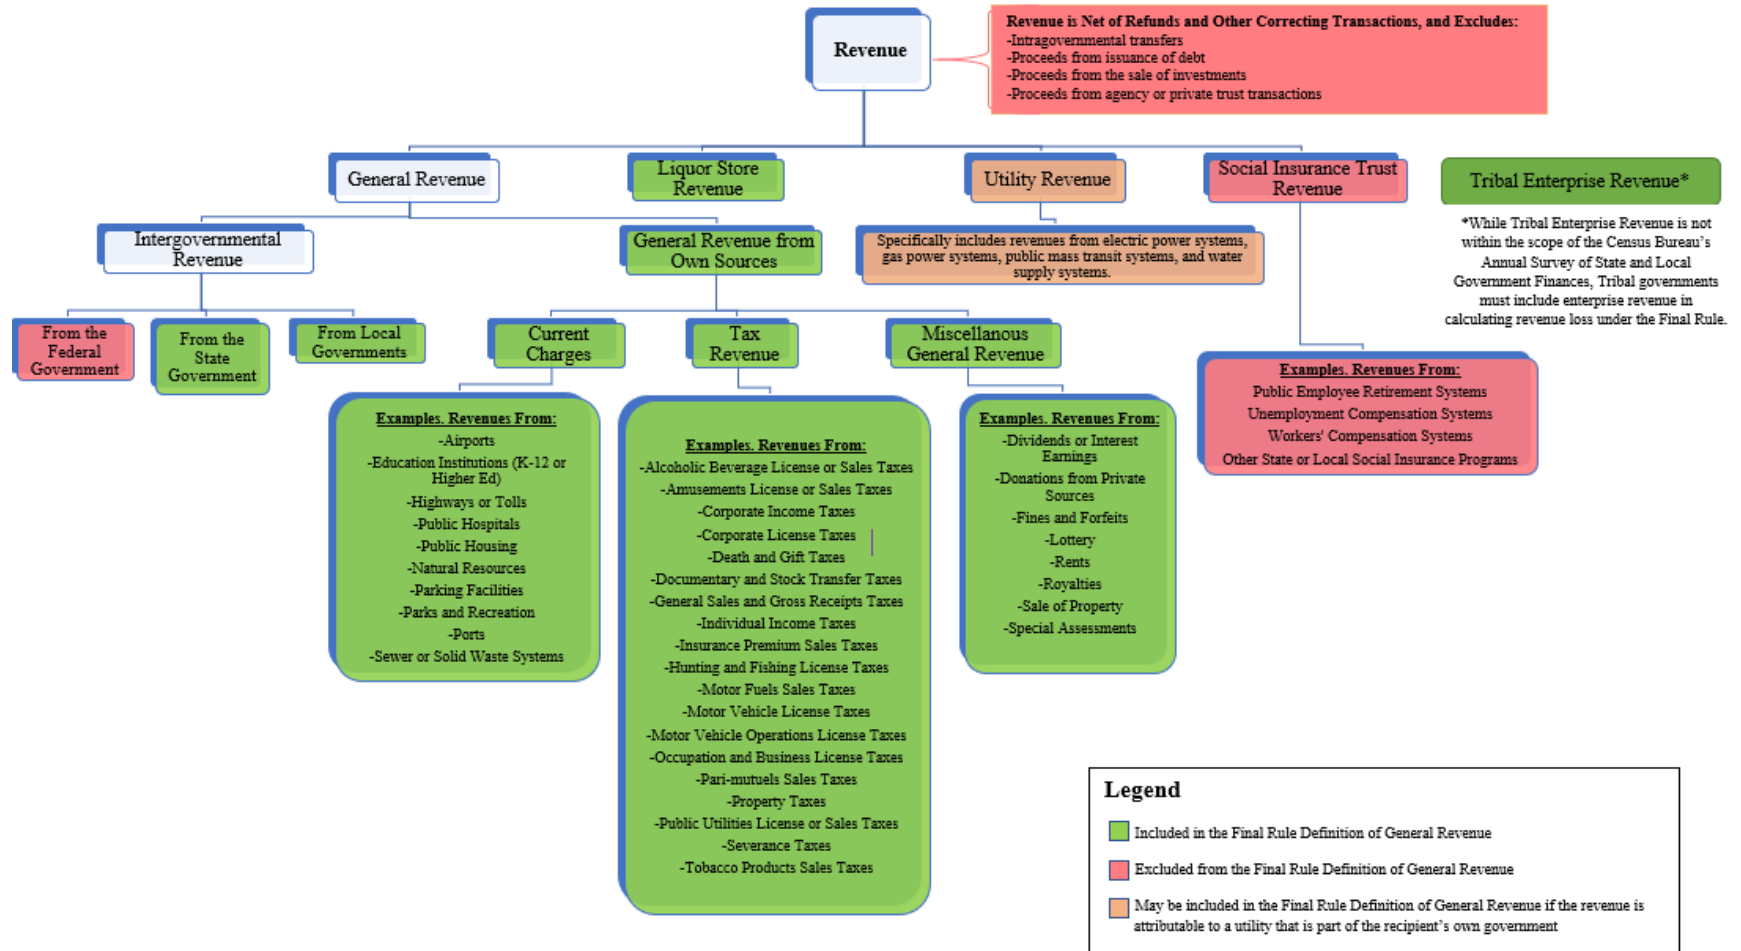 Revenue
Revenue is Net of Refunds and Other Correcting Transactions, and Excludes:
-Intragovernmental transfers
-Proceeds from issuance of debt
-Proceeds from the sale of investments
-Proceeds from agency or private trust transactions
General Revenue
Liquor Store
Revenue
Utility Revenue
Social Insurance Trust
Revenue
Tribal Enterprise Revenue*
*While Tribal Enterprise Revenue is not
within the scope of the Census Bureau's
Annual Survey of State and Local
Government Finances, Tribal governments
must include enterprise revenue in
calculating revenue loss under the Final Rule.
Intergovernmental
Revenue
General Revenue from
Own Sources
Specifically includes revenues from electric power systems,
gas power systems, public mass transit systems, and water
supply systems.
From the
Federal
Government
From the
State
Government
From Local
Governments
Current
Charges
Tax
Revenue
Miscellanous
General Revenue
Examples. Revenues From:
-Airports
-Education Institutions (K-12 or
Higher Ed)
-Highways or Tolls
-Public Hospitals
-Public Housing
-Natural Resources
-Parking Facilities
-Parks and Recreation
-Ports
-Sewer or Solid Waste Systems
Examples. Revenues From:
-Alcoholic Beverage License or Sales Taxes
-Amusements License or Sales Taxes
-Corporate Income Taxes
-Corporate License Taxes
-Death and Gift Taxes
-Documentary and Stock Transfer Taxes
-General Sales and Gross Receipts Taxes
-Individual Income Taxes
-Insurance Premium Sales Taxes
-Hunting and Fishing License Taxes
-Motor Fuels Sales Taxes
-Motor Vehicle License Taxes
-Motor Vehicle Operations License Taxes
-Occupation and Business License Taxes
-Pari-mutuels Sales Taxes
-Property Taxes
-Public Utilities License or Sales Taxes
-Severance Taxes
-Tobacco Products Sales Taxes
Examples. Revenues From:
-Dividends or Interest
Earnings
-Donations from Private
Sources
-Fines and Forfeits
-Lottery
-Rents
-Royalties
-Sale of Property
-Special Assessments
Examples. Revenues From:
Public Employee Retirement Systems
Unemployment Compensation Systems
Workers' Compensation Systems
Other State or Local Social Insurance Programs
Legend
Included in the Final Rule Definition of General Revenue
Excluded from the Final Rule Definition of General Revenue
May be included in the Final Rule Definition of General Revenue if the revenue is
attributable to a utility that is part of the recipient's own government